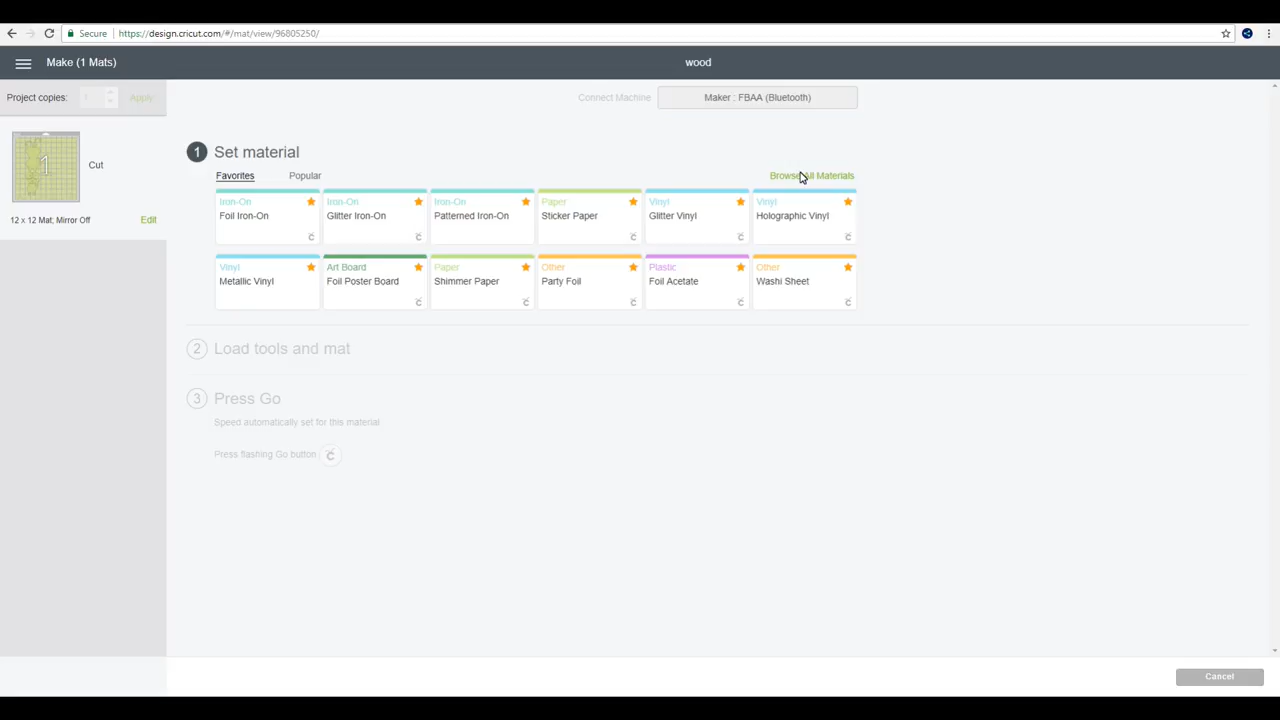 Secure https://design.cricut.com/#/mat/view/96805250/
Make (1 Mats) wood
Project copies: 1 Apply
Connect Machine Maker : FBAA (Bluetooth)
1
Cut
12 x 12 Mat; Mirror Off Edit
1 Set material
Favorites Popular Browse All Materials
Iron-On Iron-On Iron-On Paper Vinyl Vinyl
Foil Iron-On Glitter Iron-On Patterned Iron-On Sticker Paper Glitter Vinyl Holographic Vinyl
Vinyl Art Board Paper Other Plastic Other
Metallic Vinyl Foil Poster Board Shimmer Paper Party Foil Foil Acetate Washi Sheet
2 Load tools and mat
3 Press Go
Speed automatically set for this material
Press flashing Go button
Cancel